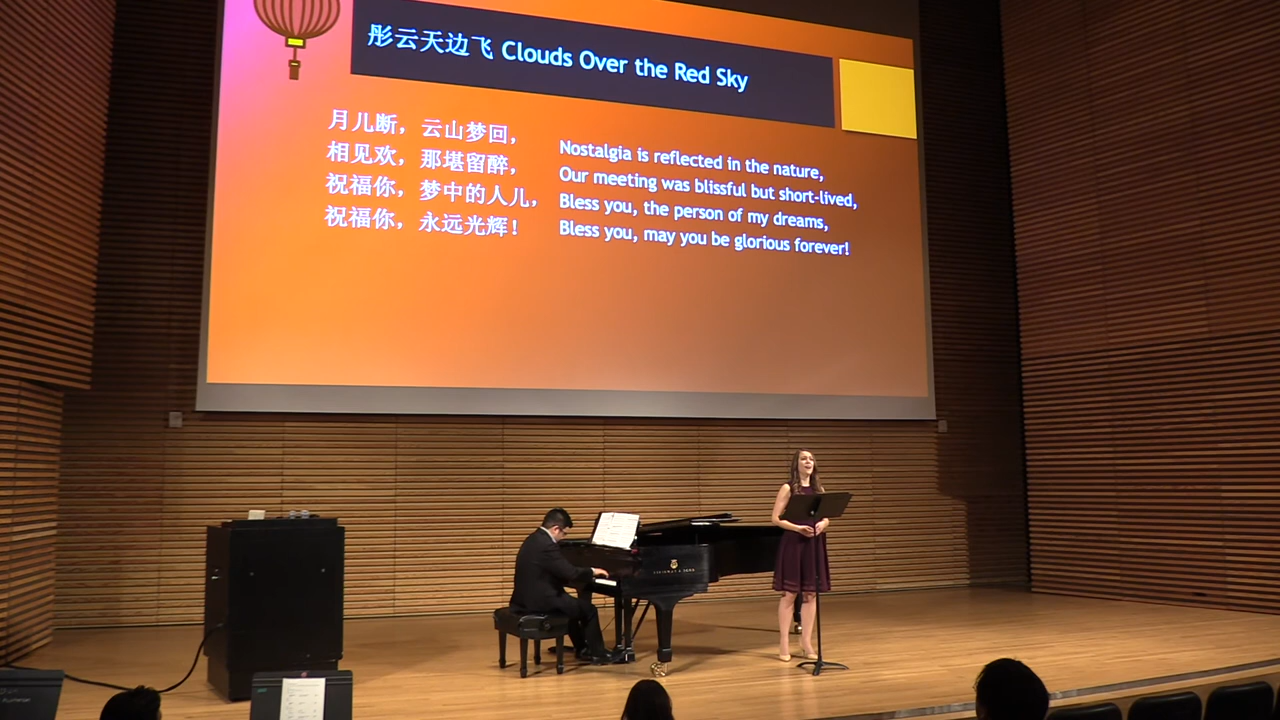 彤云天边飞 Clouds Over the Red Sky
月儿断，云山梦回，
相见欢，那堪留醉，
祝福你，梦中的人儿，
祝福你，永远光辉！
Nostalgia is reflected in the nature,
Our meeting was blissful but short-lived,
Bless you, the person of my dreams,
Bless you, may you be glorious forever!
STEINWAY & SONS